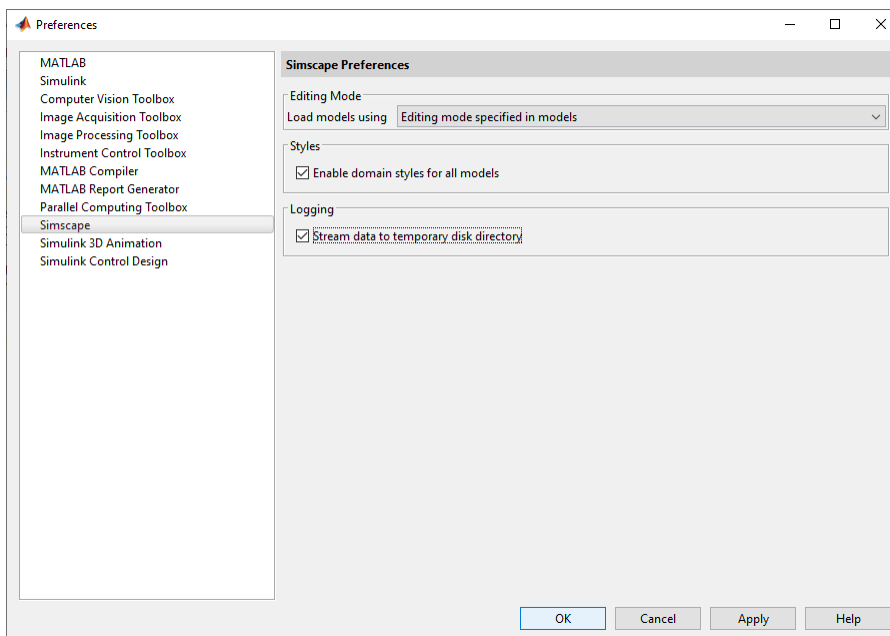 Preferences
MATLAB
Simulink
Computer Vision Toolbox
Image Acquisition Toolbox
Image Processing Toolbox
Instrument Control Toolbox
MATLAB Compiler
MATLAB Report Generator
Parallel Computing Toolbox
Simscape
Simulink 3D Animation
Simulink Control Design
Simscape Preferences
Editing Mode
Load models using Editing mode specified in models
Styles
Enable domain styles for all models
Logging
Stream data to temporary disk directory
OK Cancel Apply Help